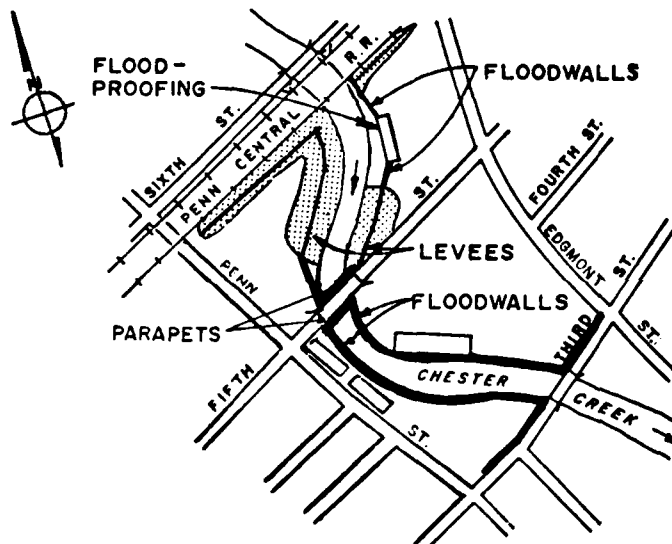 N
FLOOD-
PROOFING
R.R.
FLOODWALLS
SIXTH ST.
PENN CENTRAL
ST.
FOURTH ST.
EDGMONT ST.
LEVEES
PENN
FLOODWALLS
PARAPETS
THIRD ST.
FIFTH
CHESTER
CREEK
ST.